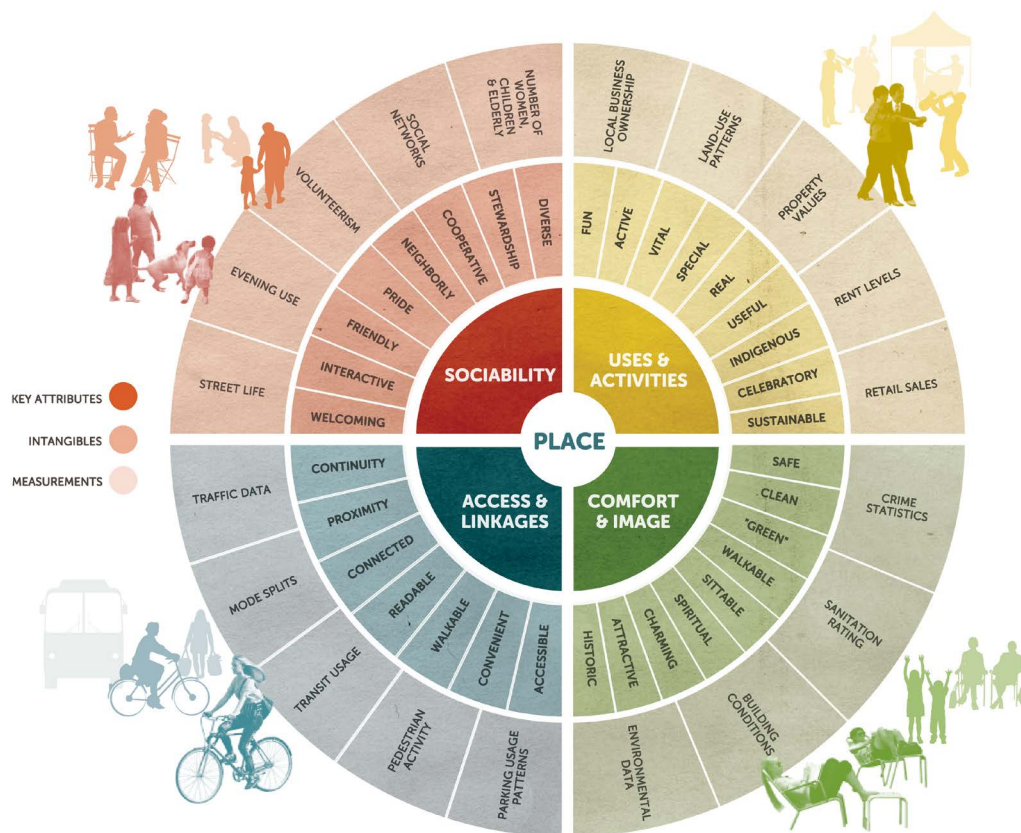 KEY ATTRIBUTES
INTANGIBLES
MEASUREMENTS
PLACE
SOCIABILITY
WELCOMING
INTERACTIVE
FRIENDLY
PRIDE
NEIGHBORLY
COOPERATIVE
STEWARDSHIP
DIVERSE
STREET LIFE
EVENING USE
VOLUNTEERISM
SOCIAL
NETWORKS
NUMBER OF
WOMEN,
CHILDREN
& ELDERLY
USES &
ACTIVITIES
FUN
ACTIVE
VITAL
SPECIAL
REAL
USEFUL
INDIGENOUS
CELEBRATORY
SUSTAINABLE
LOCAL BUSINESS
OWNERSHIP
LAND-USE
PATTERNS
PROPERTY
VALUES
RENT LEVELS
RETAIL SALES
COMFORT
& IMAGE
SAFE
CLEAN
"GREEN"
WALKABLE
SITTABLE
SPIRITUAL
CHARMING
ATTRACTIVE
HISTORIC
CRIME
STATISTICS
SANITATION
RATING
BUILDING
CONDITIONS
ENVIRONMENTAL
DATA
ACCESS &
LINKAGES
CONTINUITY
PROXIMITY
CONNECTED
READABLE
WALKABLE
CONVENIENT
ACCESSIBLE
TRAFFIC DATA
MODE SPLITS
TRANSIT USAGE
PEDESTRIAN
ACTIVITY
PARKING USAGE
PATTERNS